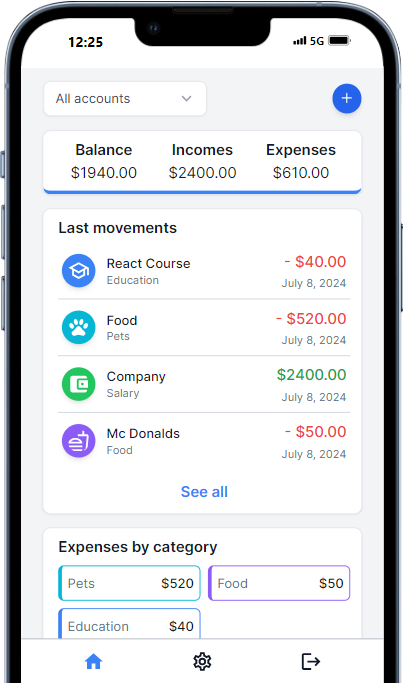 12:25 5G
All accounts
Balance Incomes Expenses
$1940.00 $2400.00 $610.00
Last movements
React Course - $40.00
Education July 8, 2024
Food - $520.00
Pets July 8, 2024
Company $2400.00
Salary July 8, 2024
Mc Donalds - $50.00
Food July 8, 2024
See all
Expenses by category
Pets $520 Food $50
Education $40